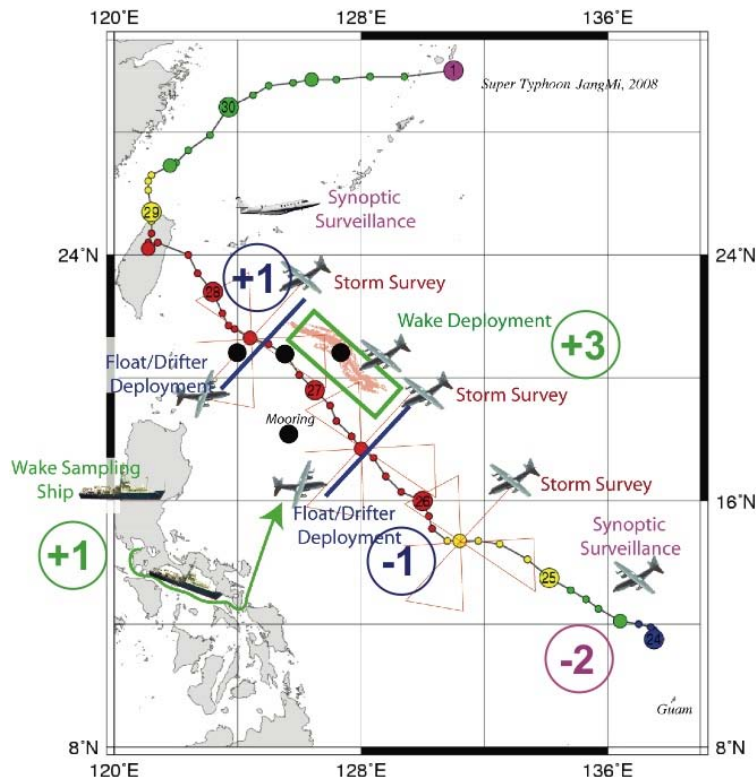 120°E
128°E
136°E
1
Super Typhoon JangMi, 2008
30
29
Synoptic
Surveillance
24°N
24°N
+1
Storm Survey
28
Wake Deployment
+3
Float/Drifter
Deployment
27
Storm Survey
Mooring
Wake Sampling
Ship
Storm Survey
26
16°N
16°N
Float/Drifter
Deployment
Synoptic
Surveillance
+1
-1
25
24
-2
Guam
8°N
8°N
120°E
128°E
136°E